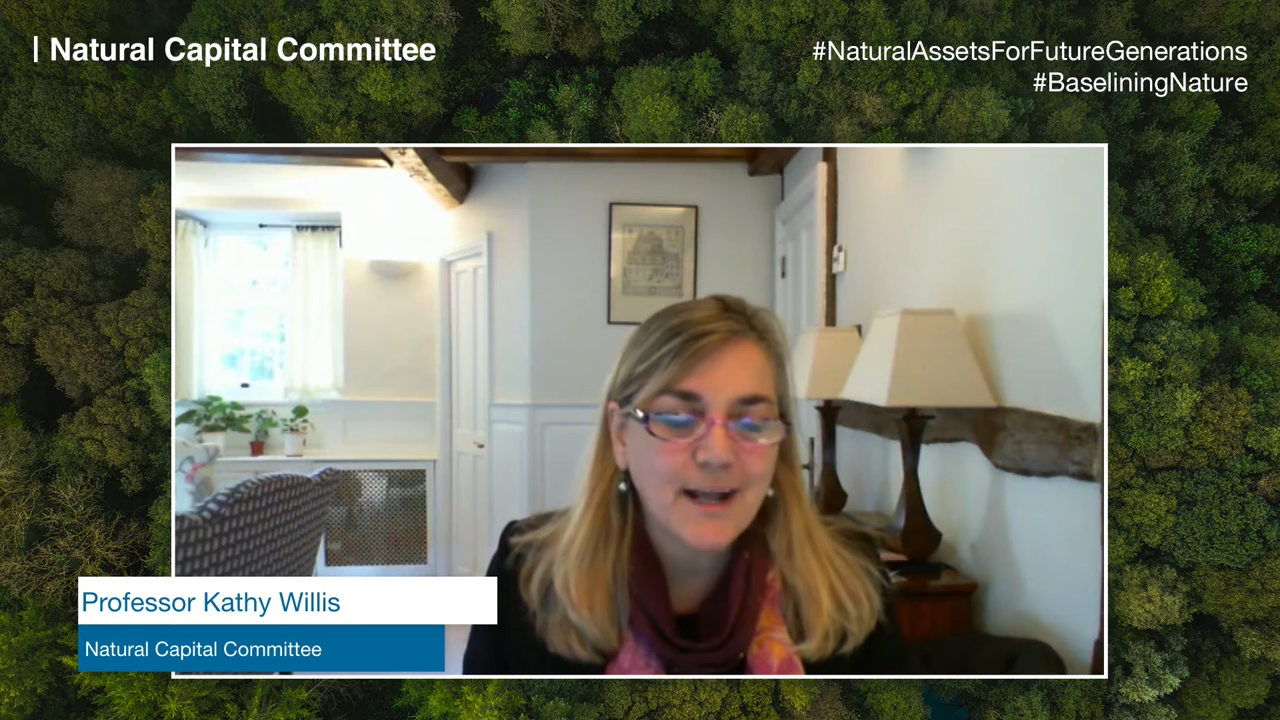 | Natural Capital Committee
#NaturalAssetsForFutureGenerations
#BaseliningNature
Professor Kathy Willis
Natural Capital Committee